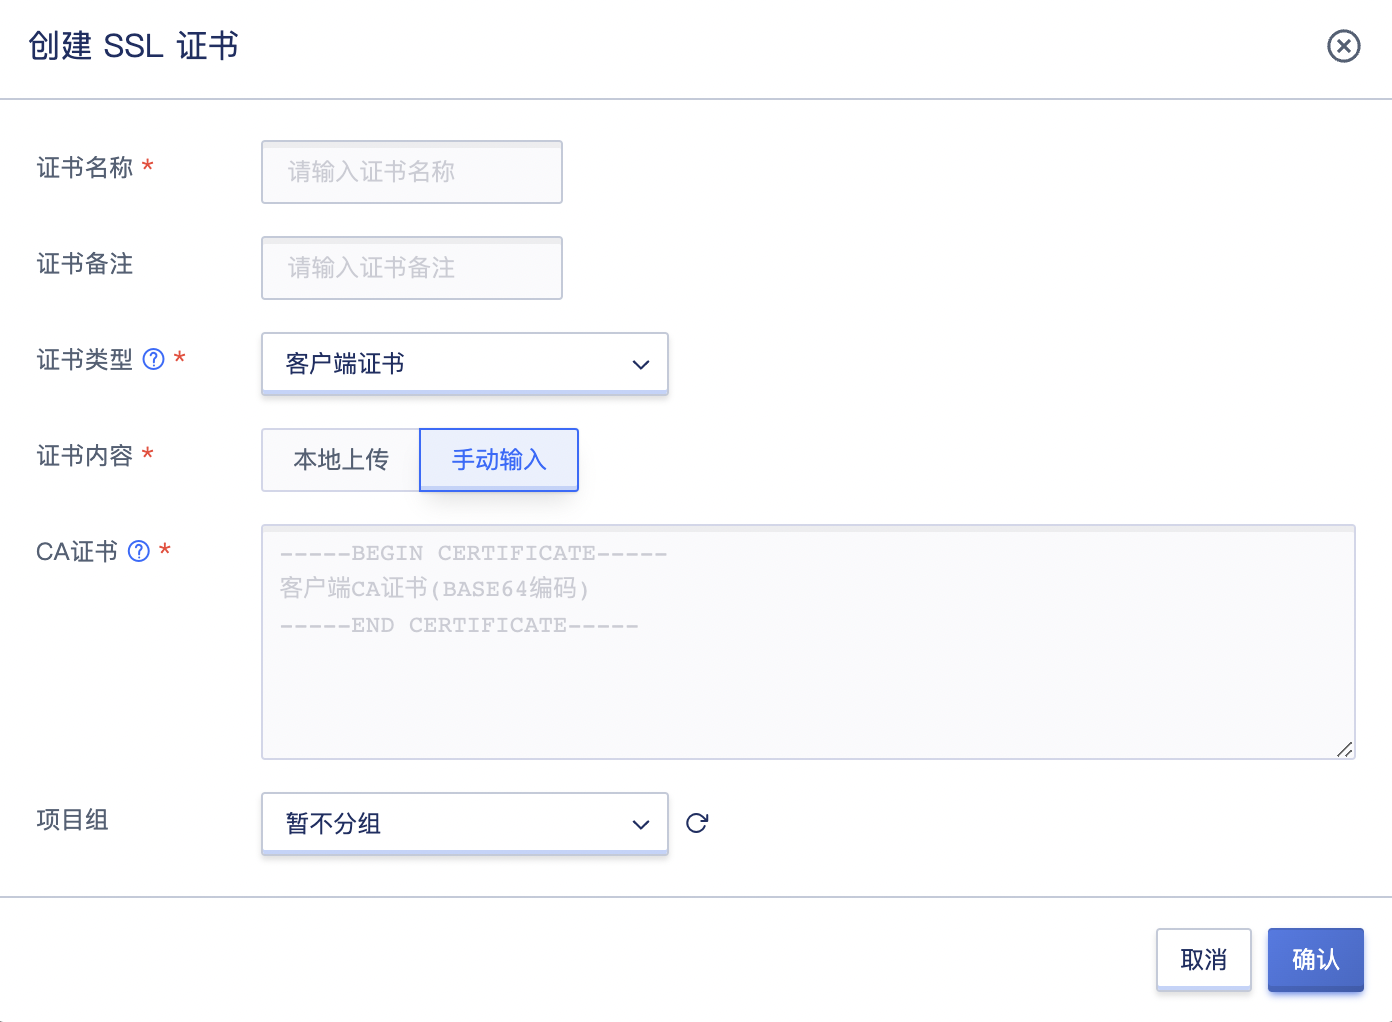 创建 SSL 证书
证书名称 *
请输入证书名称
证书备注
请输入证书备注
证书类型 ? *
客户端证书
证书内容 *
本地上传 手动输入
CA证书 ? *
-----BEGIN CERTIFICATE-----
客户端CA证书(BASE64编码)
-----END CERTIFICATE-----
项目组
暂不分组
取消 确认